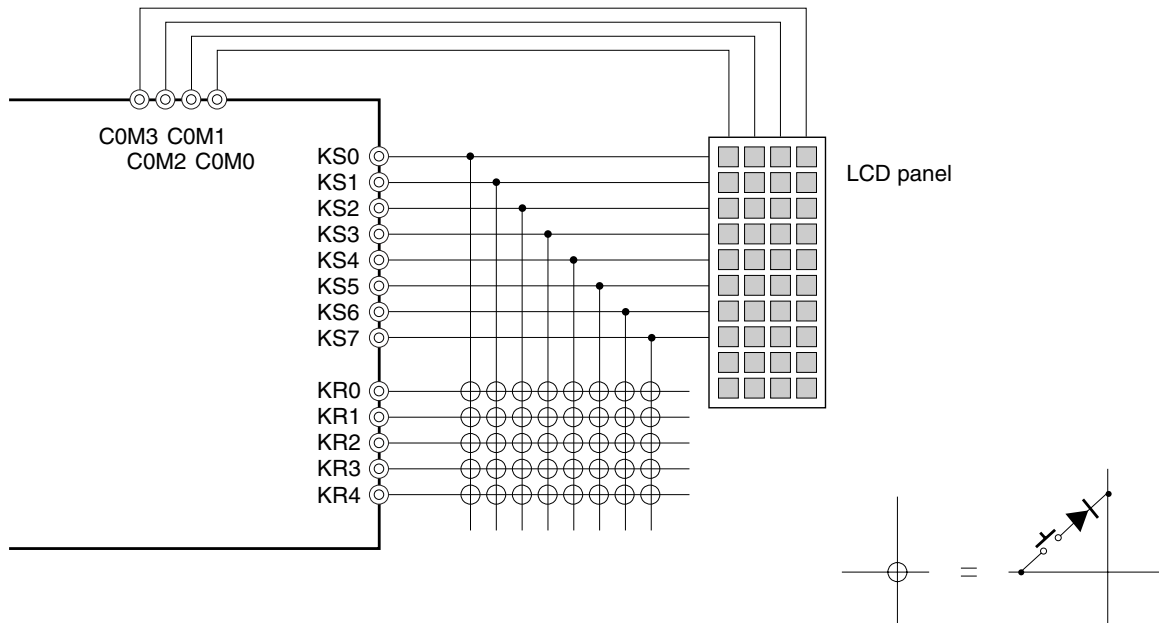 C0M3 C0M1
C0M2 C0M0
KS0
KS1
KS2
KS3
KS4
KS5
KS6
KS7
KR0
KR1
KR2
KR3
KR4
LCD panel
=